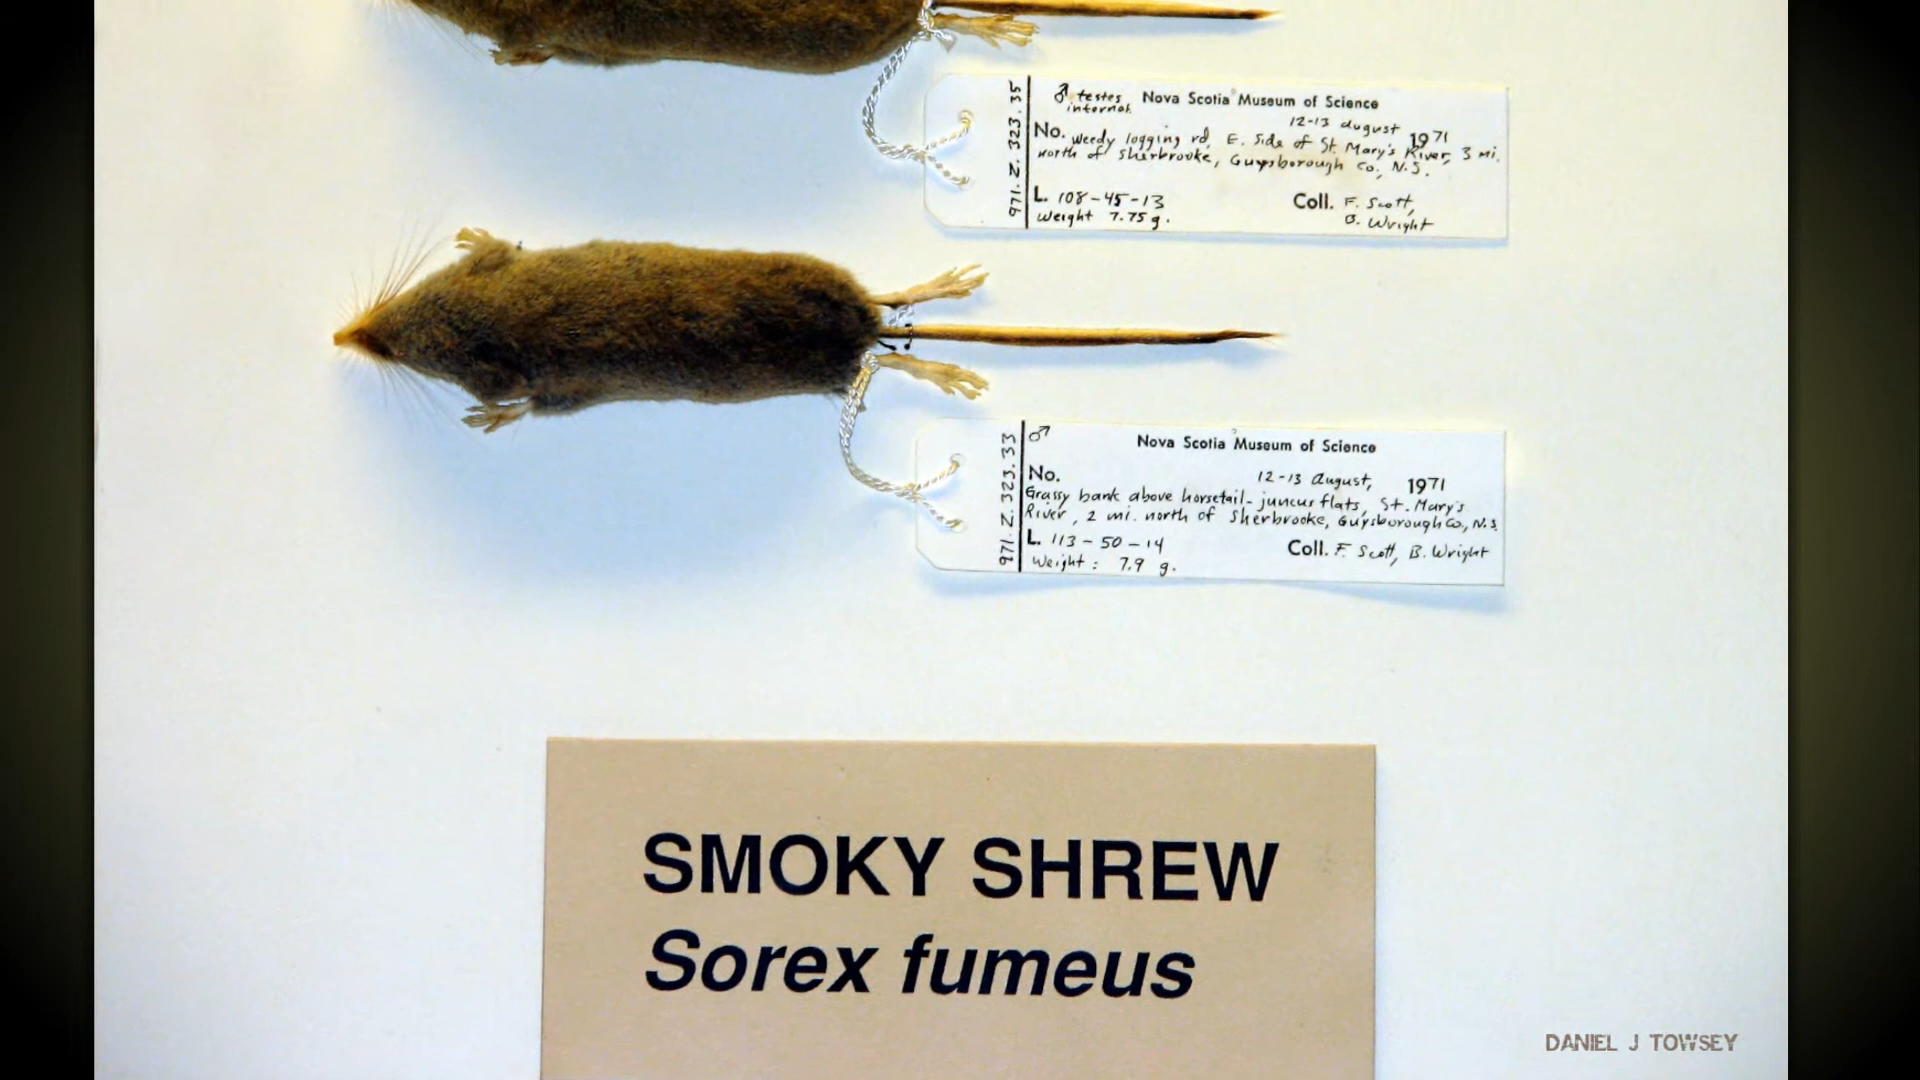 971.Z.323.35
♂ testes internal.
Nova Scotia Museum of Science
12-13 august 1971
No. Weedy logging rd, E. Side of St. Mary's River, 3 mi.
north of Sherbrooke, Guysborough Co., N.S.
L. 108-45-13
Coll. F. Scott,
Weight 7.75 g.
B. Wright
971.Z.323.33
♂
Nova Scotia Museum of Science
No.
12-13 august, 1971
Grassy bank above horsetail-juncus flats, St. Mary's
River, 2 mi. north of Sherbrooke, Guysborough Co., N.S.
L. 113-50-14
Coll. F. Scott, B. Wright
Weight: 7.9 g.
SMOKY SHREW
Sorex fumeus
DANIEL J TOWSEY